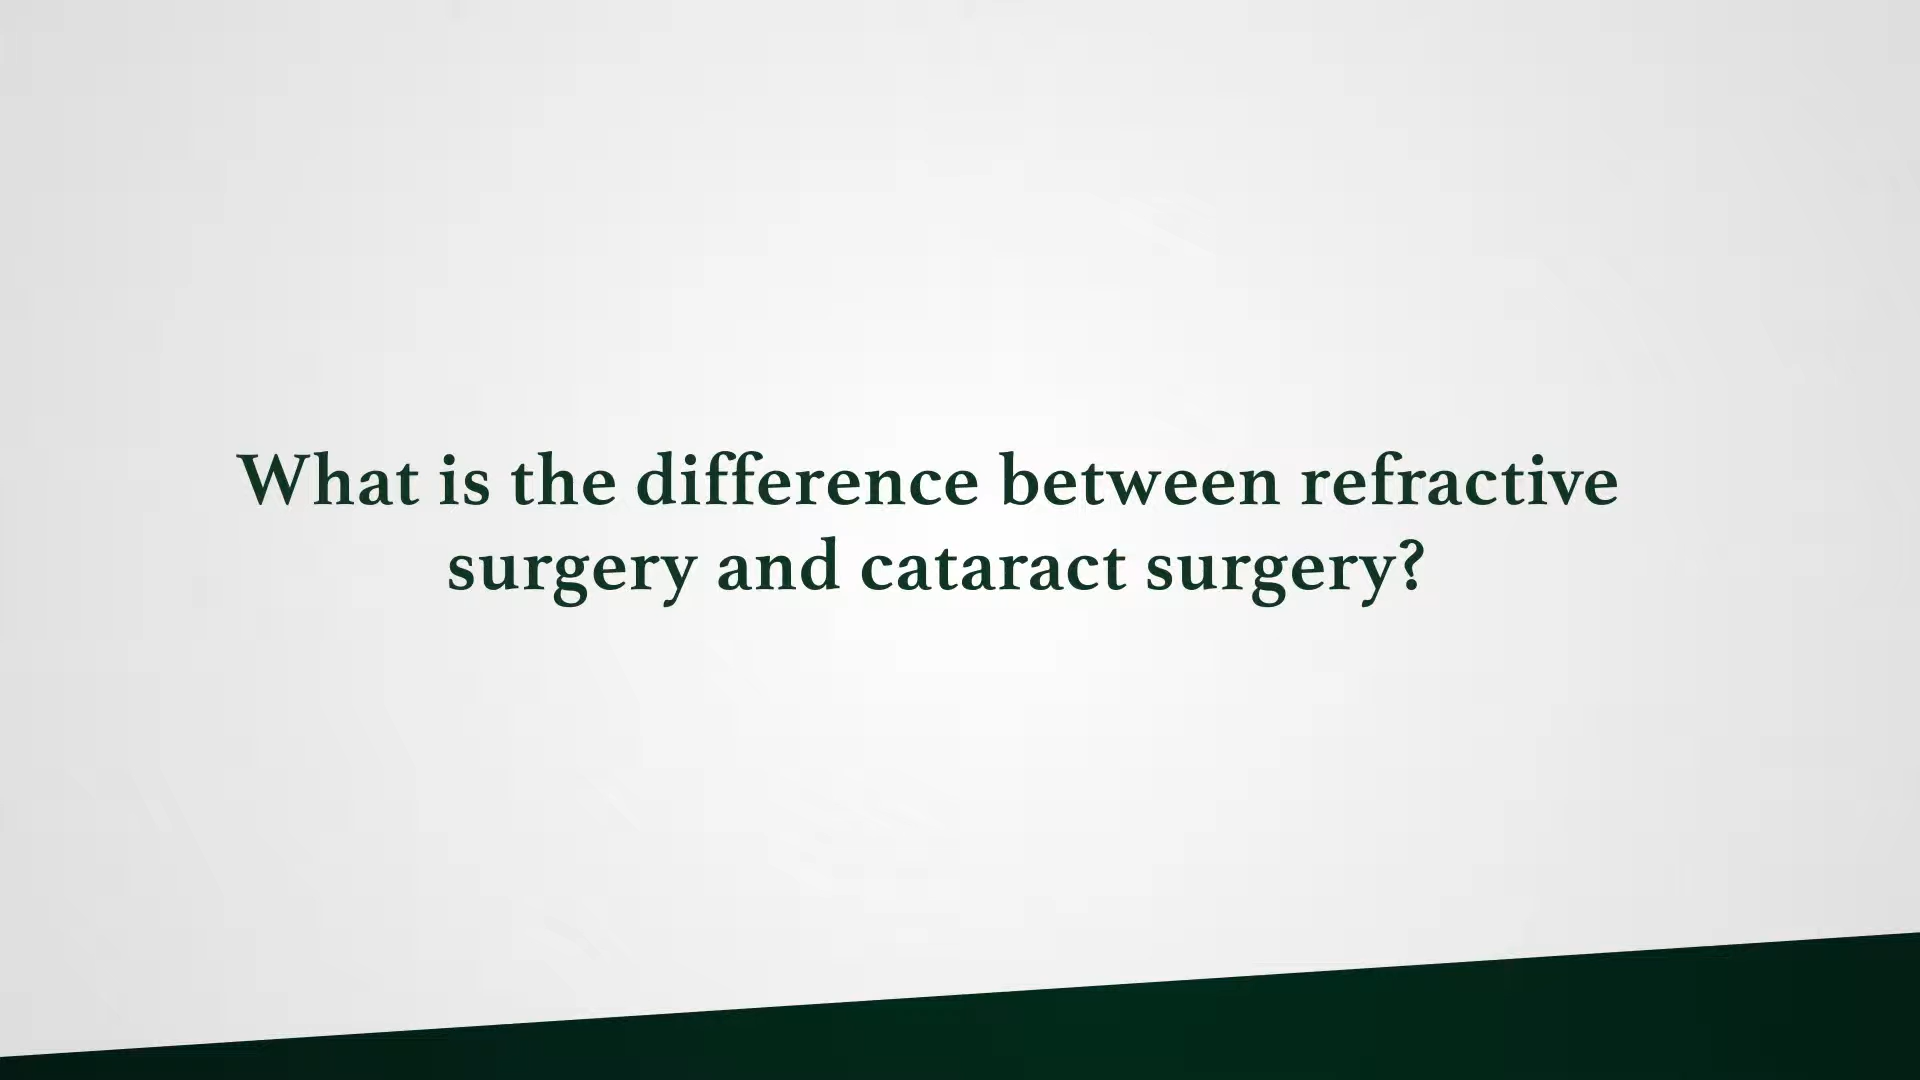 What is the difference between refractive
surgery and cataract surgery?